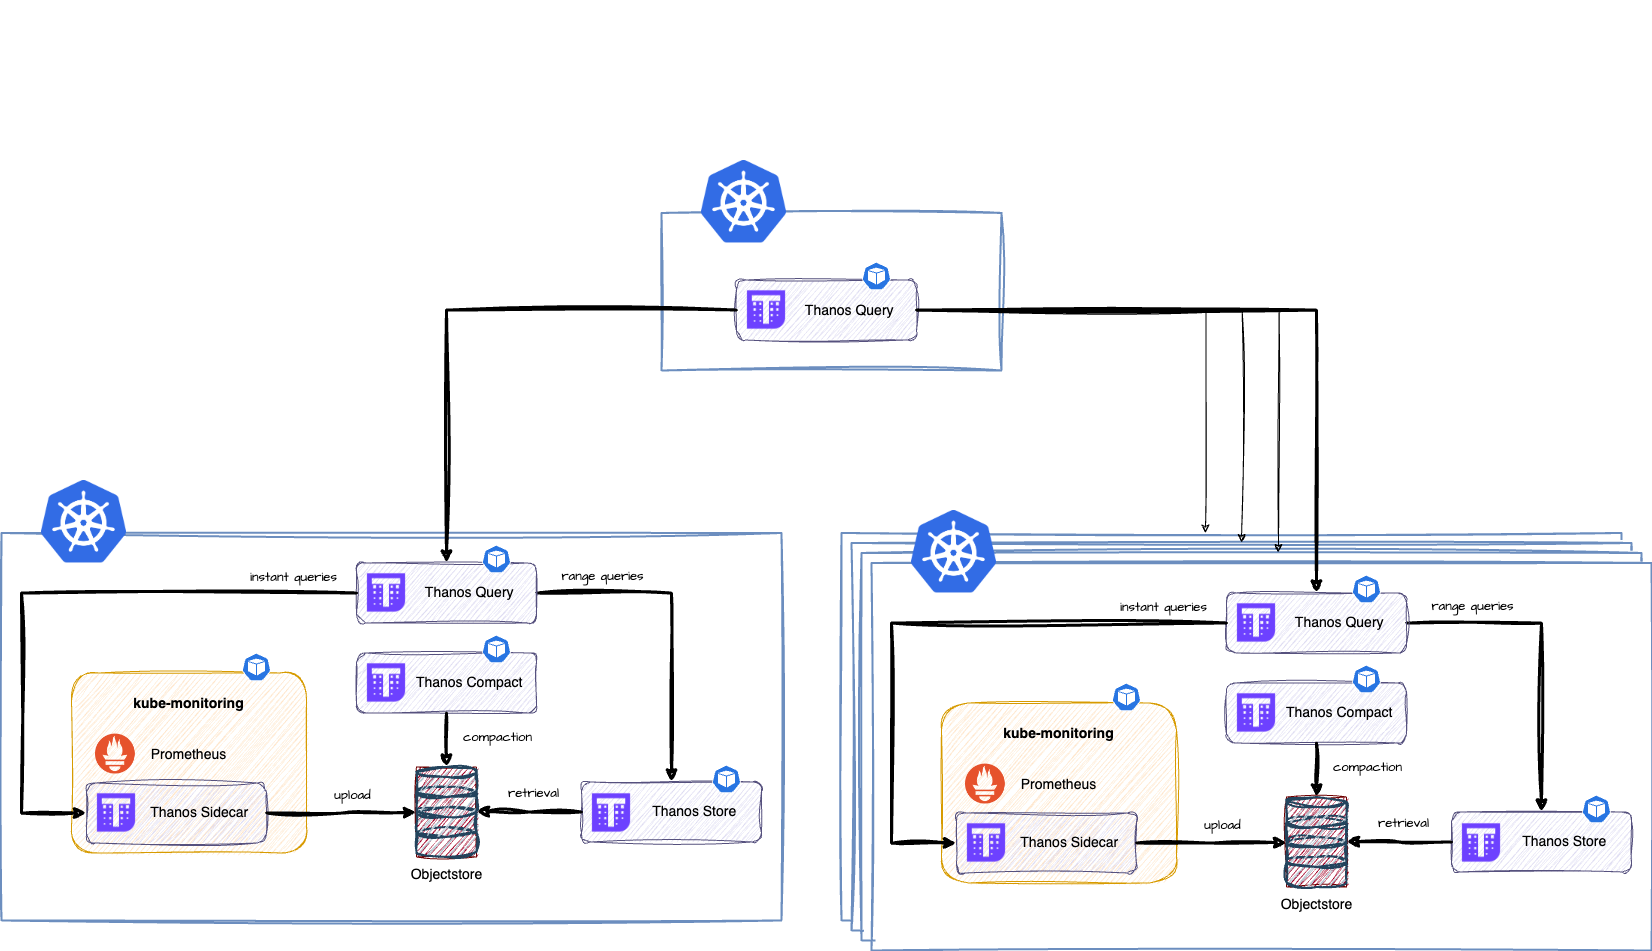 Thanos Query
instant queries
range queries
Thanos Query
Thanos Compact
kube-monitoring
compaction
Prometheus
upload
retrieval
Thanos Sidecar
Thanos Store
Objectstore
instant queries
range queries
Thanos Query
Thanos Compact
kube-monitoring
compaction
Prometheus
upload
retrieval
Thanos Sidecar
Thanos Store
Objectstore